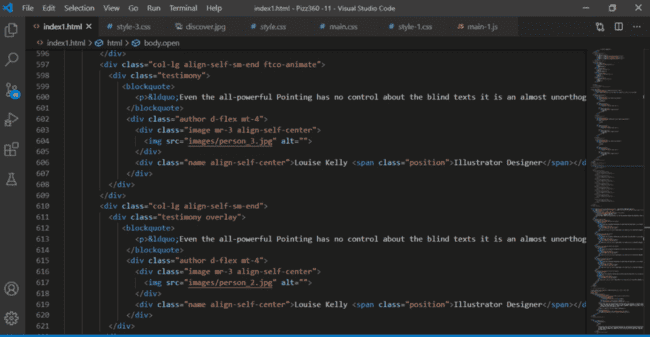 File Edit Selection View Go Run Terminal Help index1.html - Pizz360 -11 - Visual Studio Code
index1.html × style-3.css discover.jpg style.css main.css style-1.css main-1.js
index1.html > html > body.open
596 </div>
597 <div class="col-lg align-self-sm-end ftco-animate">
598 <div class="testimony">
599 <blockquote>
600 <p>&ldquo;Even the all-powerful Pointing has no control about the blind texts it is an almost unorthog
601 </blockquote>
602 <div class="author d-flex mt-4">
603 <div class="image mr-3 align-self-center">
604 <img src="images/person_3.jpg" alt="">
605 </div>
606 <div class="name align-self-center">Louise Kelly <span class="position">Illustrator Designer</span></d
607 </div>
608 </div>
609 </div>
610 <div class="col-lg align-self-sm-end">
611 <div class="testimony overlay">
612 <blockquote>
613 <p>&ldquo;Even the all-powerful Pointing has no control about the blind texts it is an almost unorthog
614 </blockquote>
615 <div class="author d-flex mt-4">
616 <div class="image mr-3 align-self-center">
617 <img src="images/person_2.jpg" alt="">
618 </div>
619 <div class="name align-self-center">Louise Kelly <span class="position">Illustrator Designer</span></d
620 </div>
621 </div>